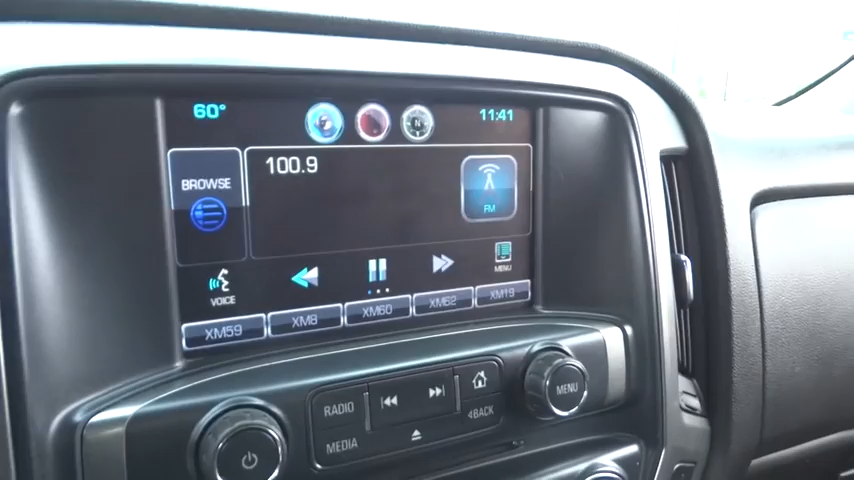 60°
N
11:41
BROWSE
100.9
FM
VOICE
MENU
XM59
XM8
XM60
XM62
XM19
RADIO
MEDIA
BACK
MENU